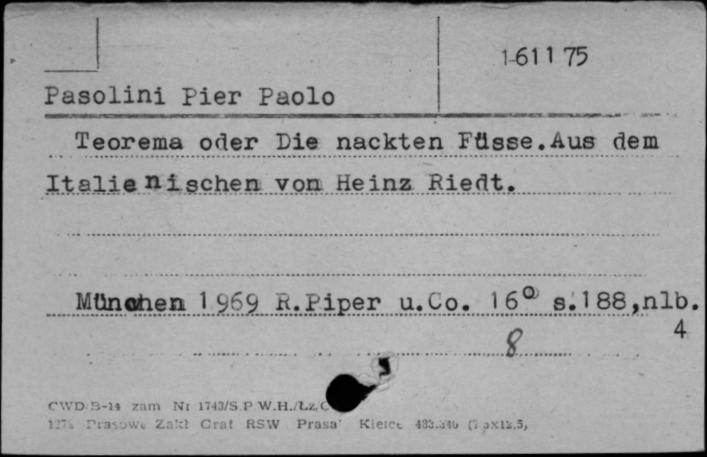 1-611 75
Pasolini Pier Paolo
Teorema oder Die nackten Füsse.Aus dem
Italienischen von Heinz Riedt.
München 1969 R.Piper u.Co. 16° s.188,nlb.
8 4
CWD B-14 zam Nr 1743/S P W.H./Lz.
Zakł Graf RSW Prasa Kielce